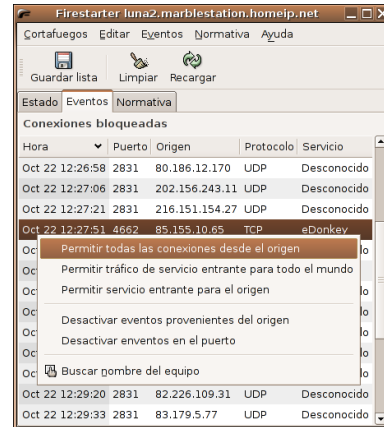 Firestarter luna2.marblestation.homeip.net
Cortafuegos Editar Eventos Normativa Ayuda
Guardar lista Limpiar Recargar
Estado Eventos Normativa
Conexiones bloqueadas
Hora Puerto Origen Protocolo Servicio
Oct 22 12:26:58 2831 80.186.12.170 UDP Desconocido
Oct 22 12:27:06 2831 202.156.243.11 UDP Desconocido
Oct 22 12:27:21 2831 216.151.154.27 UDP Desconocido
Oct 22 12:27:51 4662 85.155.10.65 TCP eDonkey
Permitir todas las conexiones desde el origen
Permitir tráfico de servicio entrante para todo el mundo
Permitir servicio entrante para el origen
Desactivar eventos provenientes del origen
Desactivar enventos en el puerto
Buscar nombre del equipo
Oct 22 12:29:20 2831 82.226.109.31 UDP Desconocido
Oct 22 12:29:33 2831 83.179.5.77 UDP Desconocido